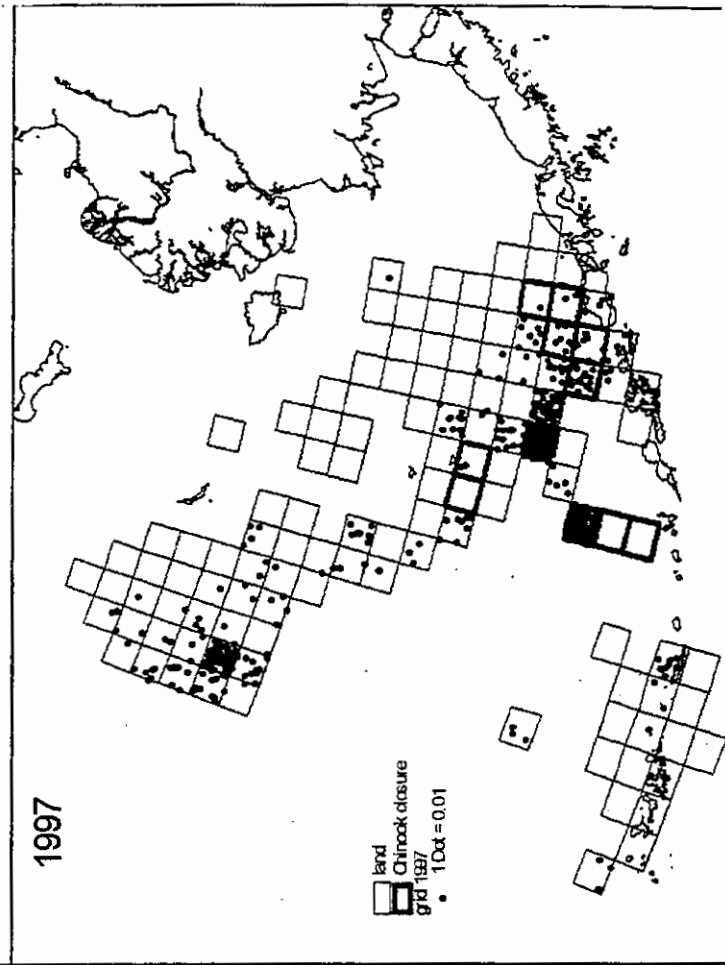 1997
land
Chinook closure
grid 1997
1 Dot = 0.01